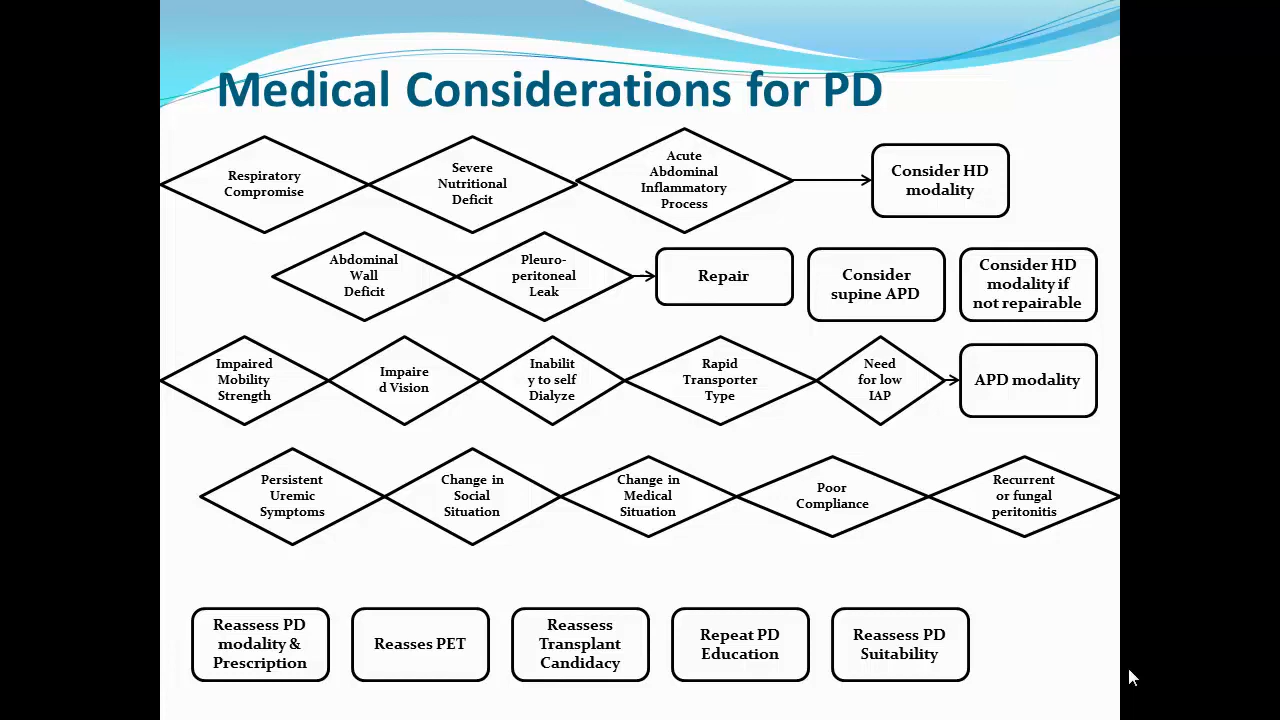 Medical Considerations for PD
Respiratory
Compromise
Severe
Nutritional
Deficit
Acute
Abdominal
Inflammatory
Process
Consider HD
modality
Abdominal
Wall
Deficit
Pleuro-
peritoneal
Leak
Repair
Consider
supine APD
Consider HD
modality if
not repairable
Impaired
Mobility
Strength
Impaire
d Vision
Inabilit
y to self
Dialyze
Rapid
Transporter
Type
Need
for low
IAP
APD modality
Persistent
Uremic
Symptoms
Change in
Social
Situation
Change in
Medical
Situation
Poor
Compliance
Recurrent
or fungal
peritonitis
Reassess PD
modality &
Prescription
Reasses PET
Reassess
Transplant
Candidacy
Repeat PD
Education
Reassess PD
Suitability